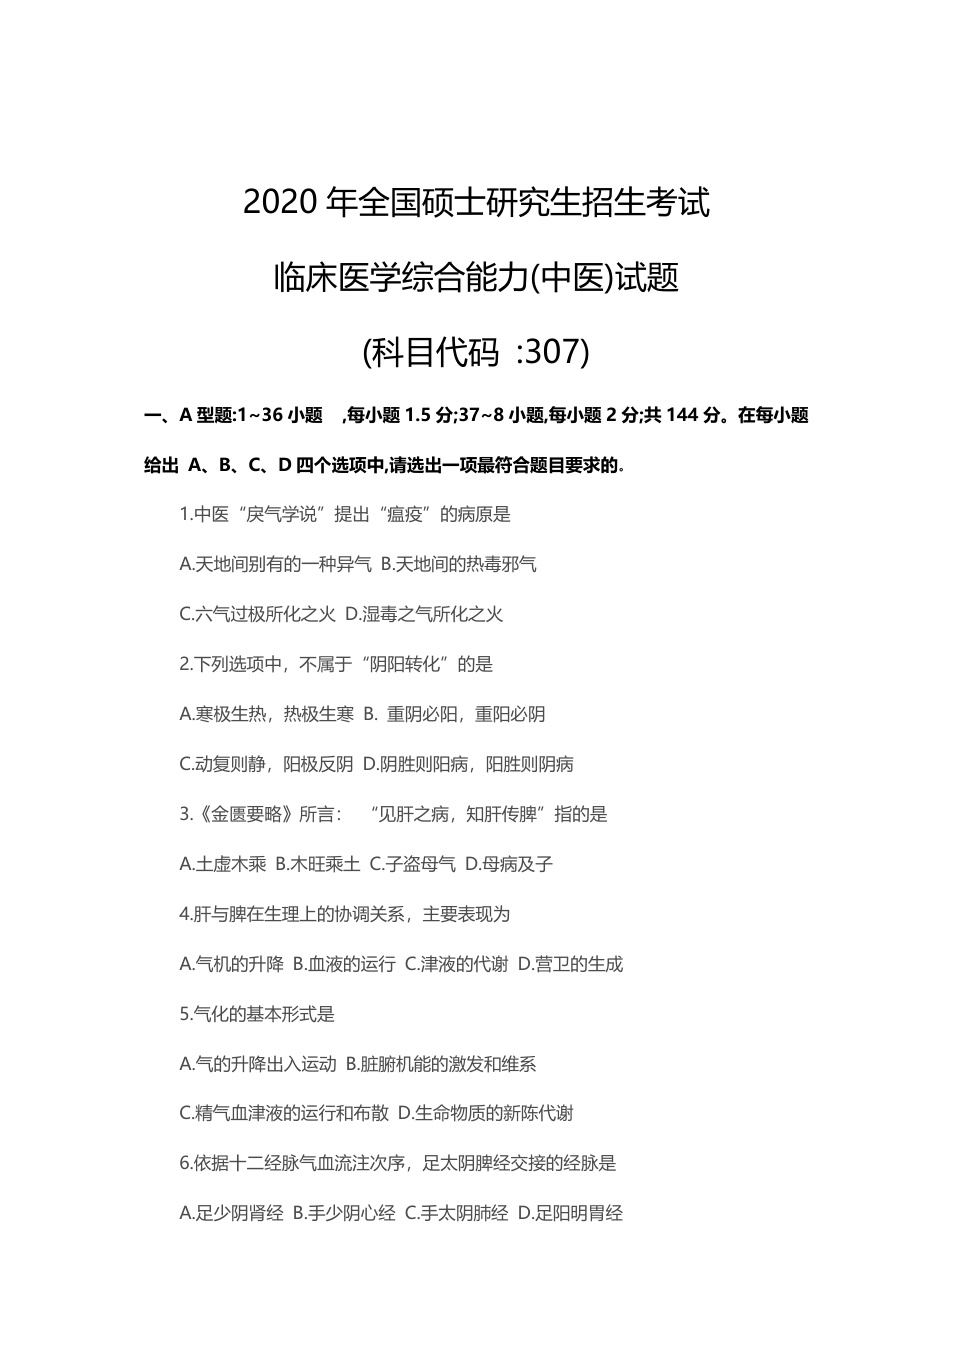 2020 年全国硕士研究生招生考试
临床医学综合能力(中医)试题
(科目代码 :307)
一、A 型题:1~36 小题 ,每小题 1.5 分;37~8 小题,每小题 2 分;共 144 分。在每小题
给出 A、B、C、D 四个选项中,请选出一项最符合题目要求的。
1.中医“戾气学说”提出“瘟疫”的病原是
A.天地间别有的一种异气 B.天地间的热毒邪气
C.六气过极所化之火 D.湿毒之气所化之火
2.下列选项中，不属于“阴阳转化”的是
A.寒极生热，热极生寒 B. 重阴必阳，重阳必阴
C.动复则静，阳极反阴 D.阴胜则阳病，阳胜则阴病
3.《金匮要略》所言： “见肝之病，知肝传脾”指的是
A.土虚木乘 B.木旺乘土 C.子盗母气 D.母病及子
4.肝与脾在生理上的协调关系，主要表现为
A.气机的升降 B.血液的运行 C.津液的代谢 D.营卫的生成
5.气化的基本形式是
A.气的升降出入运动 B.脏腑机能的激发和维系
C.精气血津液的运行和布散 D.生命物质的新陈代谢
6.依据十二经脉气血流注次序，足太阴脾经交接的经脉是
A.足少阴肾经 B.手少阴心经 C.手太阴肺经 D.足阳明胃经